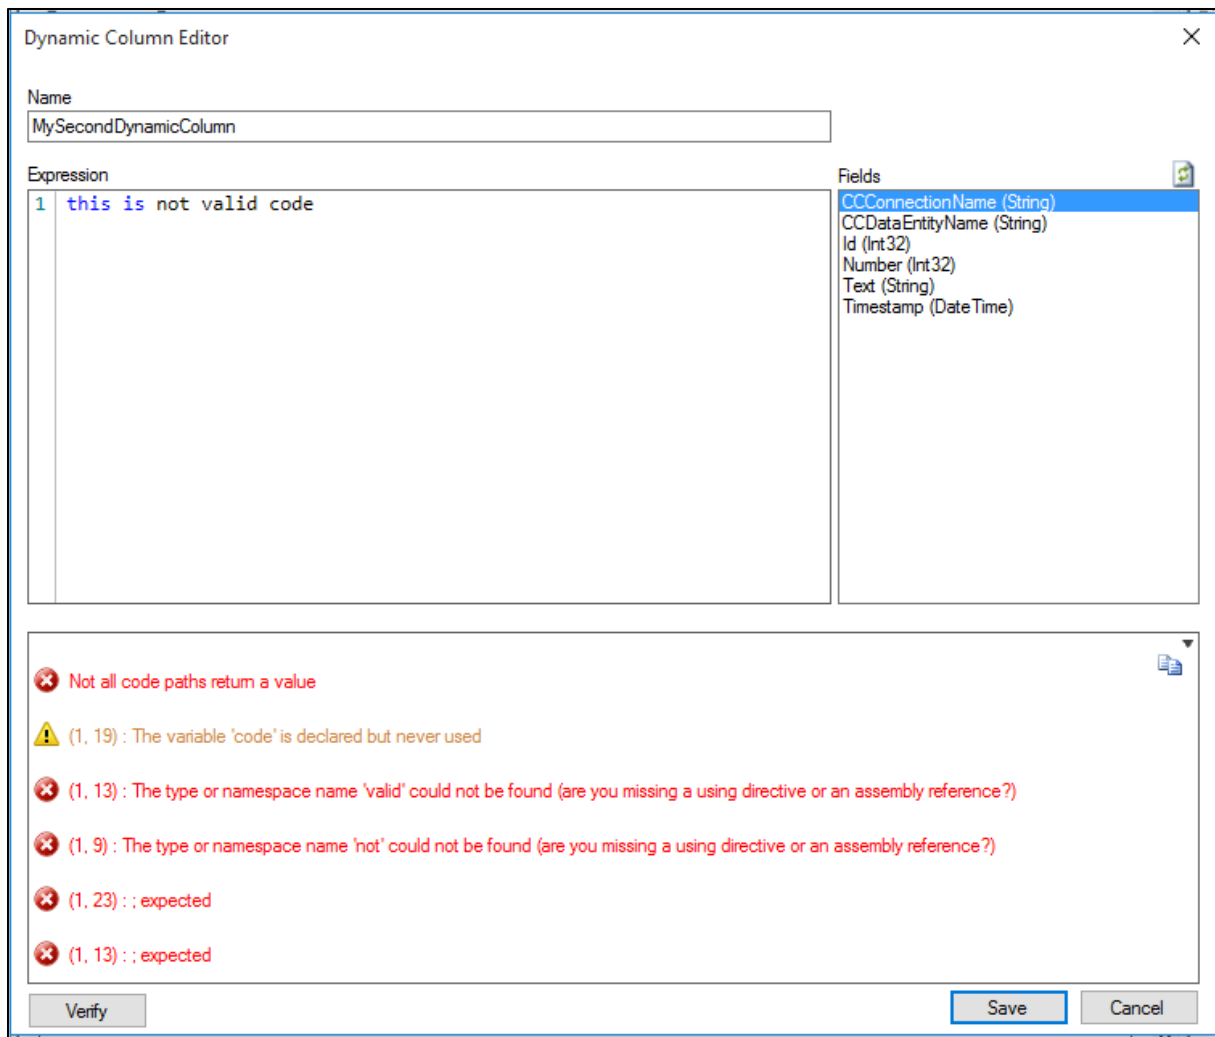 Dynamic Column Editor
Name
MySecondDynamicColumn
Expression
Fields
1 this is not valid code
CCConnectionName (String)
CCDataEntityName (String)
Id (Int32)
Number (Int32)
Text (String)
Timestamp (DateTime)
Not all code paths return a value
(1, 19) : The variable 'code' is declared but never used
(1, 13) : The type or namespace name 'valid' could not be found (are you missing a using directive or an assembly reference?)
(1, 9) : The type or namespace name 'not' could not be found (are you missing a using directive or an assembly reference?)
(1, 23) : ; expected
(1, 13) : ; expected
Verify
Save
Cancel